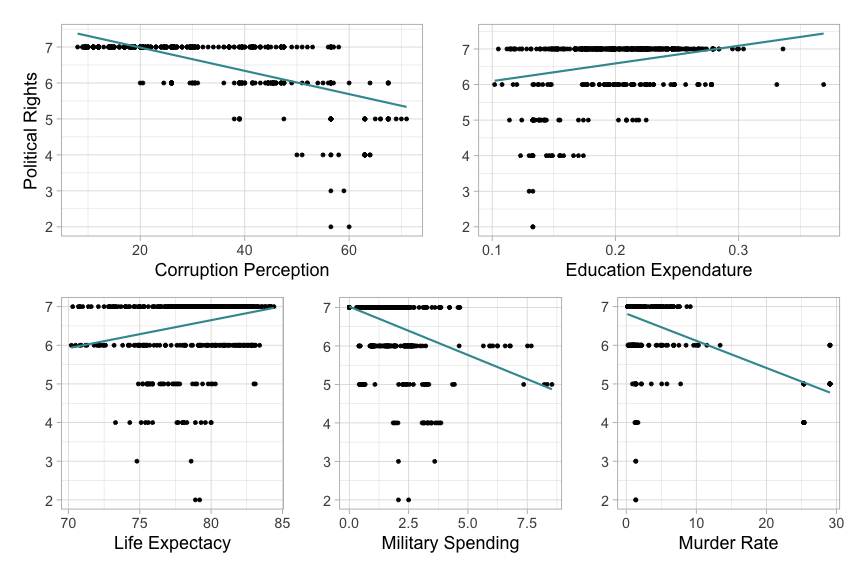 Political Rights
7
6
5
4
3
2
20 40 60
Corruption Perception
7
6
5
4
3
2
0.1 0.2 0.3
Education Expendature
7
6
5
4
3
2
70 75 80 85
Life Expectacy
7
6
5
4
3
2
0.0 2.5 5.0 7.5
Military Spending
7
6
5
4
3
2
0 10 20 30
Murder Rate